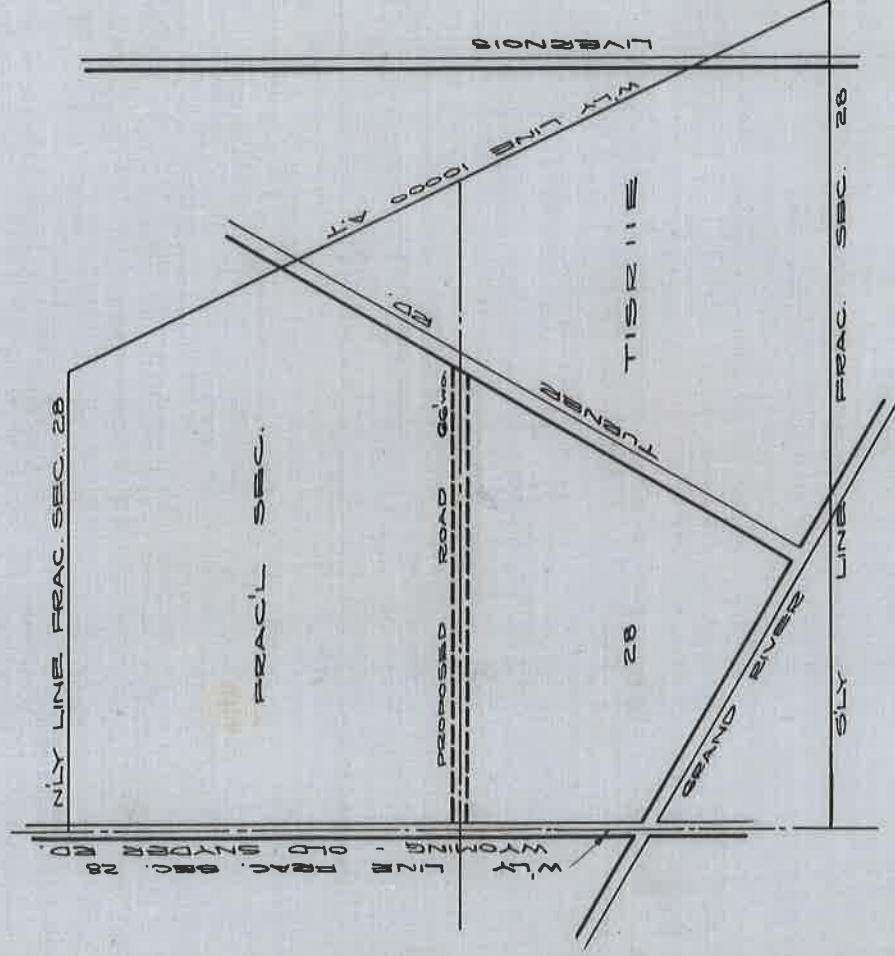 LIVERNOIS
W'LY LINE 10000 A.T.
N'LY LINE FRAC. SEC. 28
FRAC'L SEC.
PROPOSED ROAD 66' WD.
TURNER RD.
T1SR11E
28
GRAND RIVER
S'LY LINE FRAC. SEC. 28
WYOMING - OLD SNYDER RD.
W'LY LINE FRAC. SEC. 28